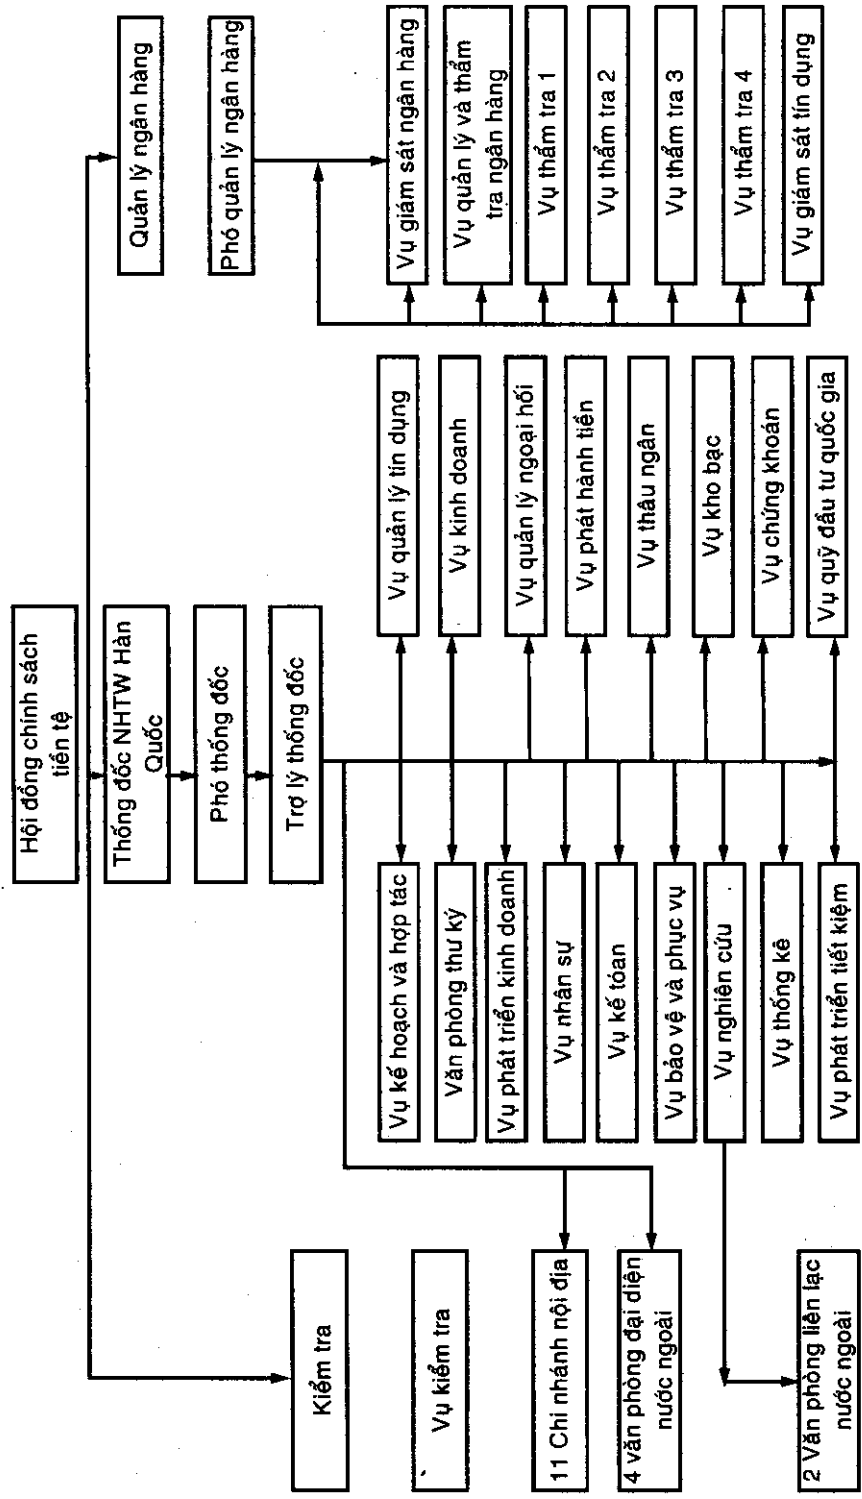 Hội đồng chính sách
tiền tệ
Thống đốc NHTW Hàn
Quốc
Phó thống đốc
Trợ lý thống đốc
Quản lý ngân hàng
Phó quản lý ngân hàng
Kiểm tra
Vụ kiểm tra
11 Chi nhánh nội địa
4 văn phòng đại diện
nước ngoài
2 Văn phòng liên lạc
nước ngoài
Vụ kế hoạch và hợp tác
Văn phòng thư ký
Vụ phát triển kinh doanh
Vụ nhân sự
Vụ kế tóan
Vụ bảo vệ và phục vụ
Vụ nghiên cứu
Vụ thống kê
Vụ phát triển tiết kiệm
Vụ quản lý tín dụng
Vụ kinh doanh
Vụ quản lý ngoại hối
Vụ phát hành tiền
Vụ thâu ngân
Vụ kho bạc
Vụ chứng khoán
Vụ quỹ đầu tư quốc gia
Vụ giám sát ngân hàng
Vụ quản lý và thẩm
tra ngân hàng
Vụ thẩm tra 1
Vụ thẩm tra 2
Vụ thẩm tra 3
Vụ thẩm tra 4
Vụ giám sát tín dụng